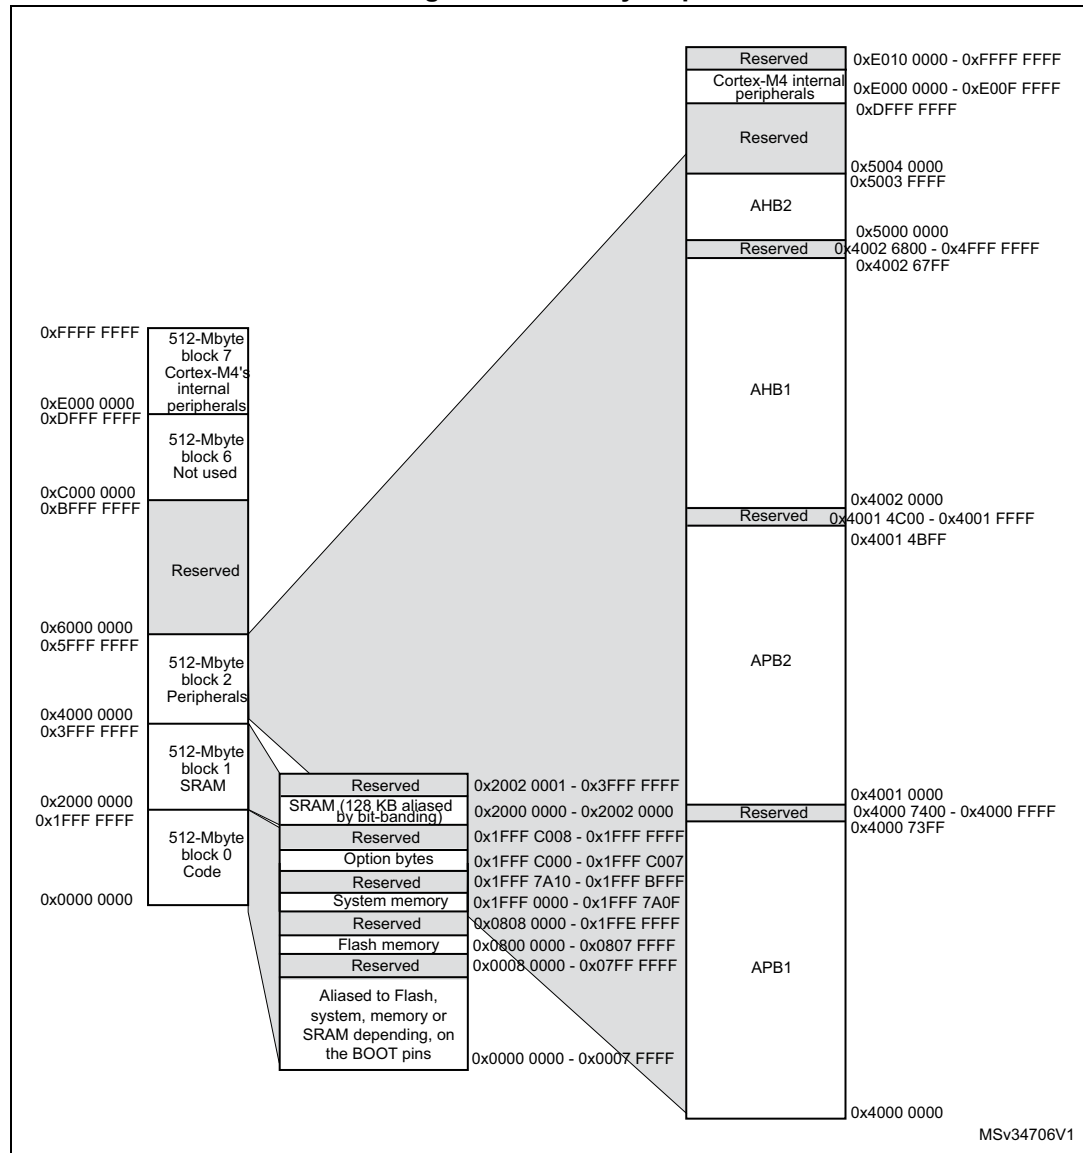 Reserved 0xE010 0000 - 0xFFFF FFFF
Cortex-M4 internal
peripherals 0xE000 0000 - 0xE00F FFFF
0xDFFF FFFF
Reserved
0x5004 0000
0x5003 FFFF
AHB2
0x5000 0000
Reserved 0x4002 6800 - 0x4FFF FFFF
0x4002 67FF
AHB1
0x4002 0000
Reserved 0x4001 4C00 - 0x4001 FFFF
0x4001 4BFF
APB2
0x4001 0000
Reserved 0x4000 7400 - 0x4000 FFFF
0x4000 73FF
APB1
0x4000 0000
0xFFFF FFFF
512-Mbyte
block 7
Cortex-M4's
internal
peripherals
0xE000 0000
0xDFFF FFFF
512-Mbyte
block 6
Not used
0xC000 0000
0xBFFF FFFF
Reserved
0x6000 0000
0x5FFF FFFF
512-Mbyte
block 2
Peripherals
0x4000 0000
0x3FFF FFFF
512-Mbyte
block 1
SRAM
0x2000 0000
0x1FFF FFFF
512-Mbyte
block 0
Code
0x0000 0000
Reserved 0x2002 0001 - 0x3FFF FFFF
SRAM (128 KB aliased
by bit-banding) 0x2000 0000 - 0x2002 0000
Reserved 0x1FFF C008 - 0x1FFF FFFF
Option bytes 0x1FFF C000 - 0x1FFF C007
Reserved 0x1FFF 7A10 - 0x1FFF BFFF
System memory 0x1FFF 0000 - 0x1FFF 7A0F
Reserved 0x0808 0000 - 0x1FFE FFFF
Flash memory 0x0800 0000 - 0x0807 FFFF
Reserved 0x0008 0000 - 0x07FF FFFF
Aliased to Flash,
system, memory or
SRAM depending, on
the BOOT pins
0x0000 0000 - 0x0007 FFFF
MSv34706V1